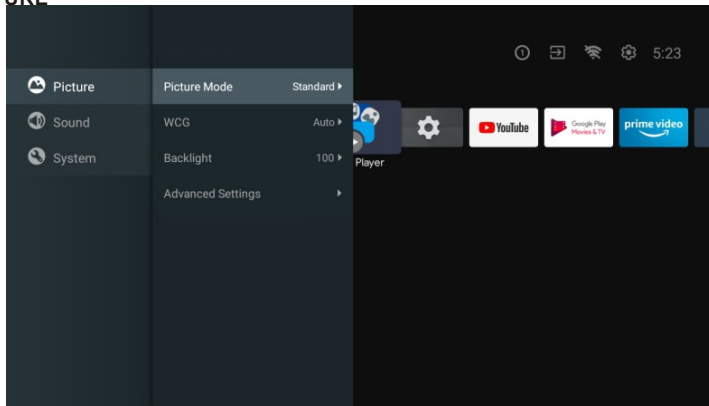 1
5:23
Picture
Sound
System
Picture Mode Standard
WCG Auto
Backlight 100
Advanced Settings
Player
YouTube
Google Play
Movies & TV
prime video